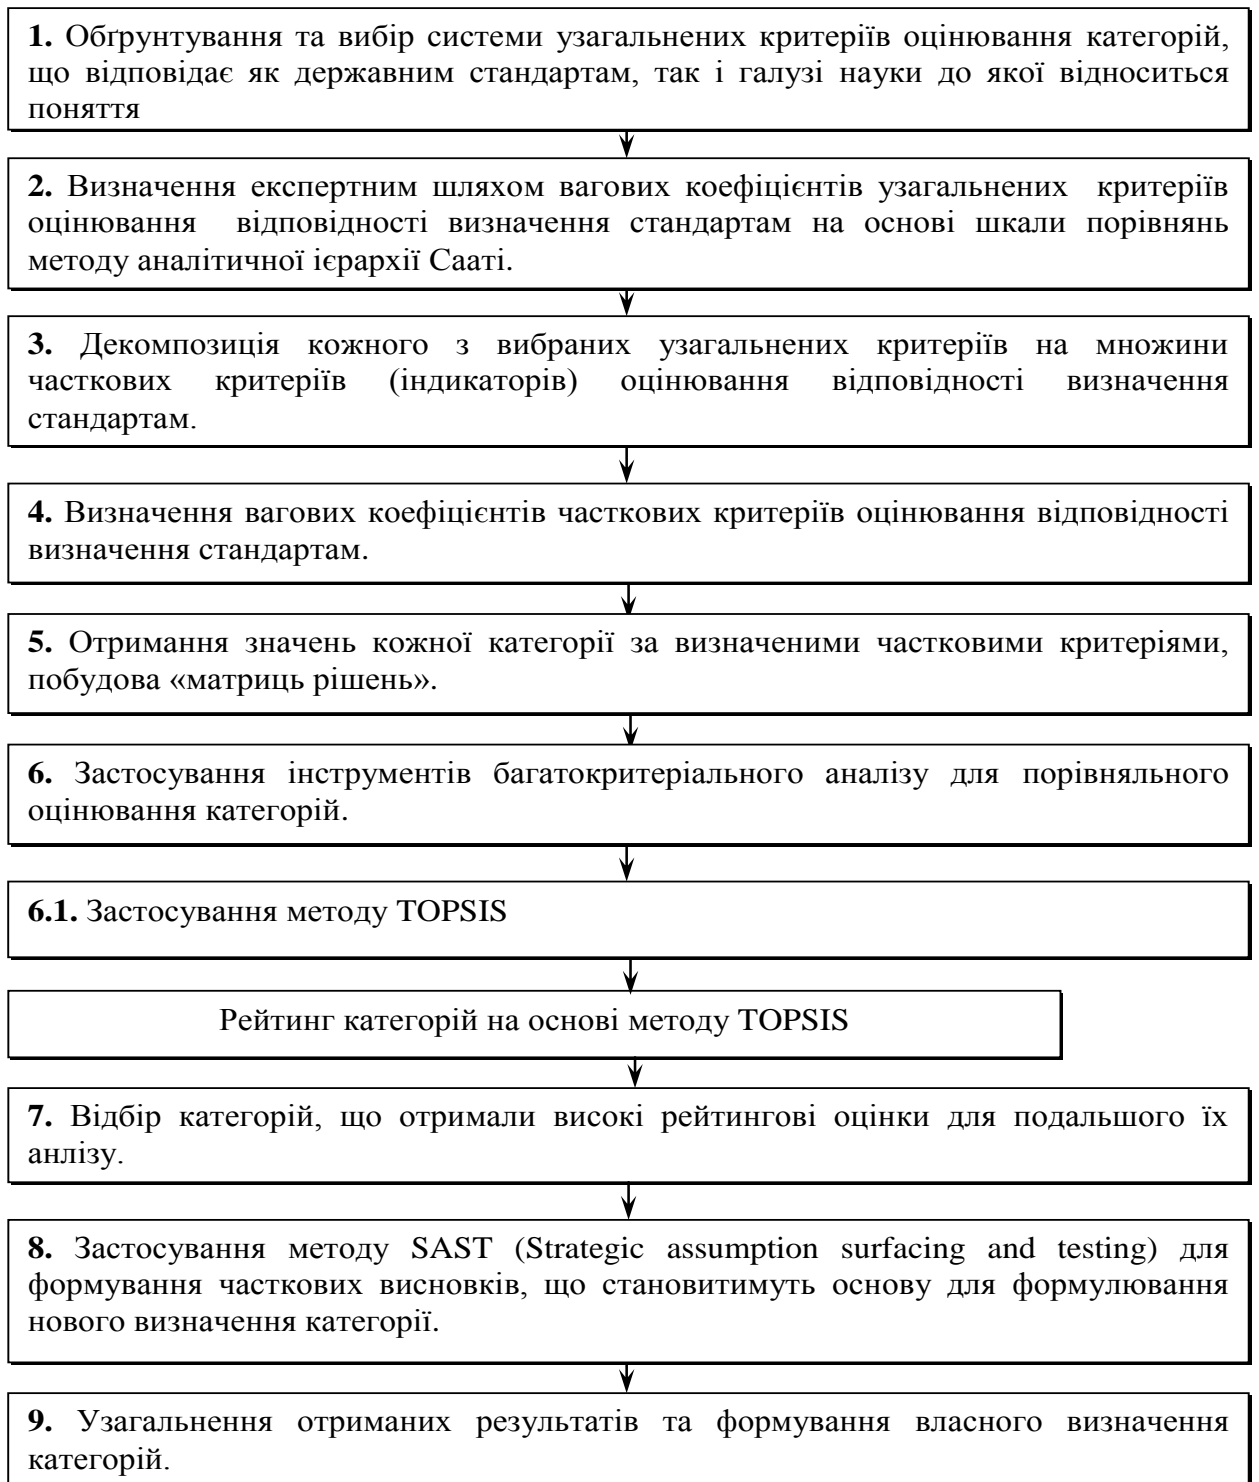 1. Обґрунтування та вибір системи узагальнених критеріїв оцінювання категорій,
що відповідає як державним стандартам, так і галузі науки до якої відноситься
поняття
2. Визначення експертним шляхом вагових коефіцієнтів узагальнених критеріїв
оцінювання відповідності визначення стандартам на основі шкали порівнянь
методу аналітичної ієрархії Сааті.
3. Декомпозиція кожного з вибраних узагальнених критеріїв на множини
часткових критеріїв (індикаторів) оцінювання відповідності визначення
стандартам.
4. Визначення вагових коефіцієнтів часткових критеріїв оцінювання відповідності
визначення стандартам.
5. Отримання значень кожної категорії за визначеними частковими критеріями,
побудова «матриць рішень».
6. Застосування інструментів багатокритеріального аналізу для порівняльного
оцінювання категорій.
6.1. Застосування методу TOPSIS
Рейтинг категорій на основі методу TOPSIS
7. Відбір категорій, що отримали високі рейтингові оцінки для подальшого їх
анлізу.
8. Застосування методу SAST (Strategic assumption surfacing and testing) для
формування часткових висновків, що становитимуть основу для формулювання
нового визначення категорії.
9. Узагальнення отриманих результатів та формування власного визначення
категорій.